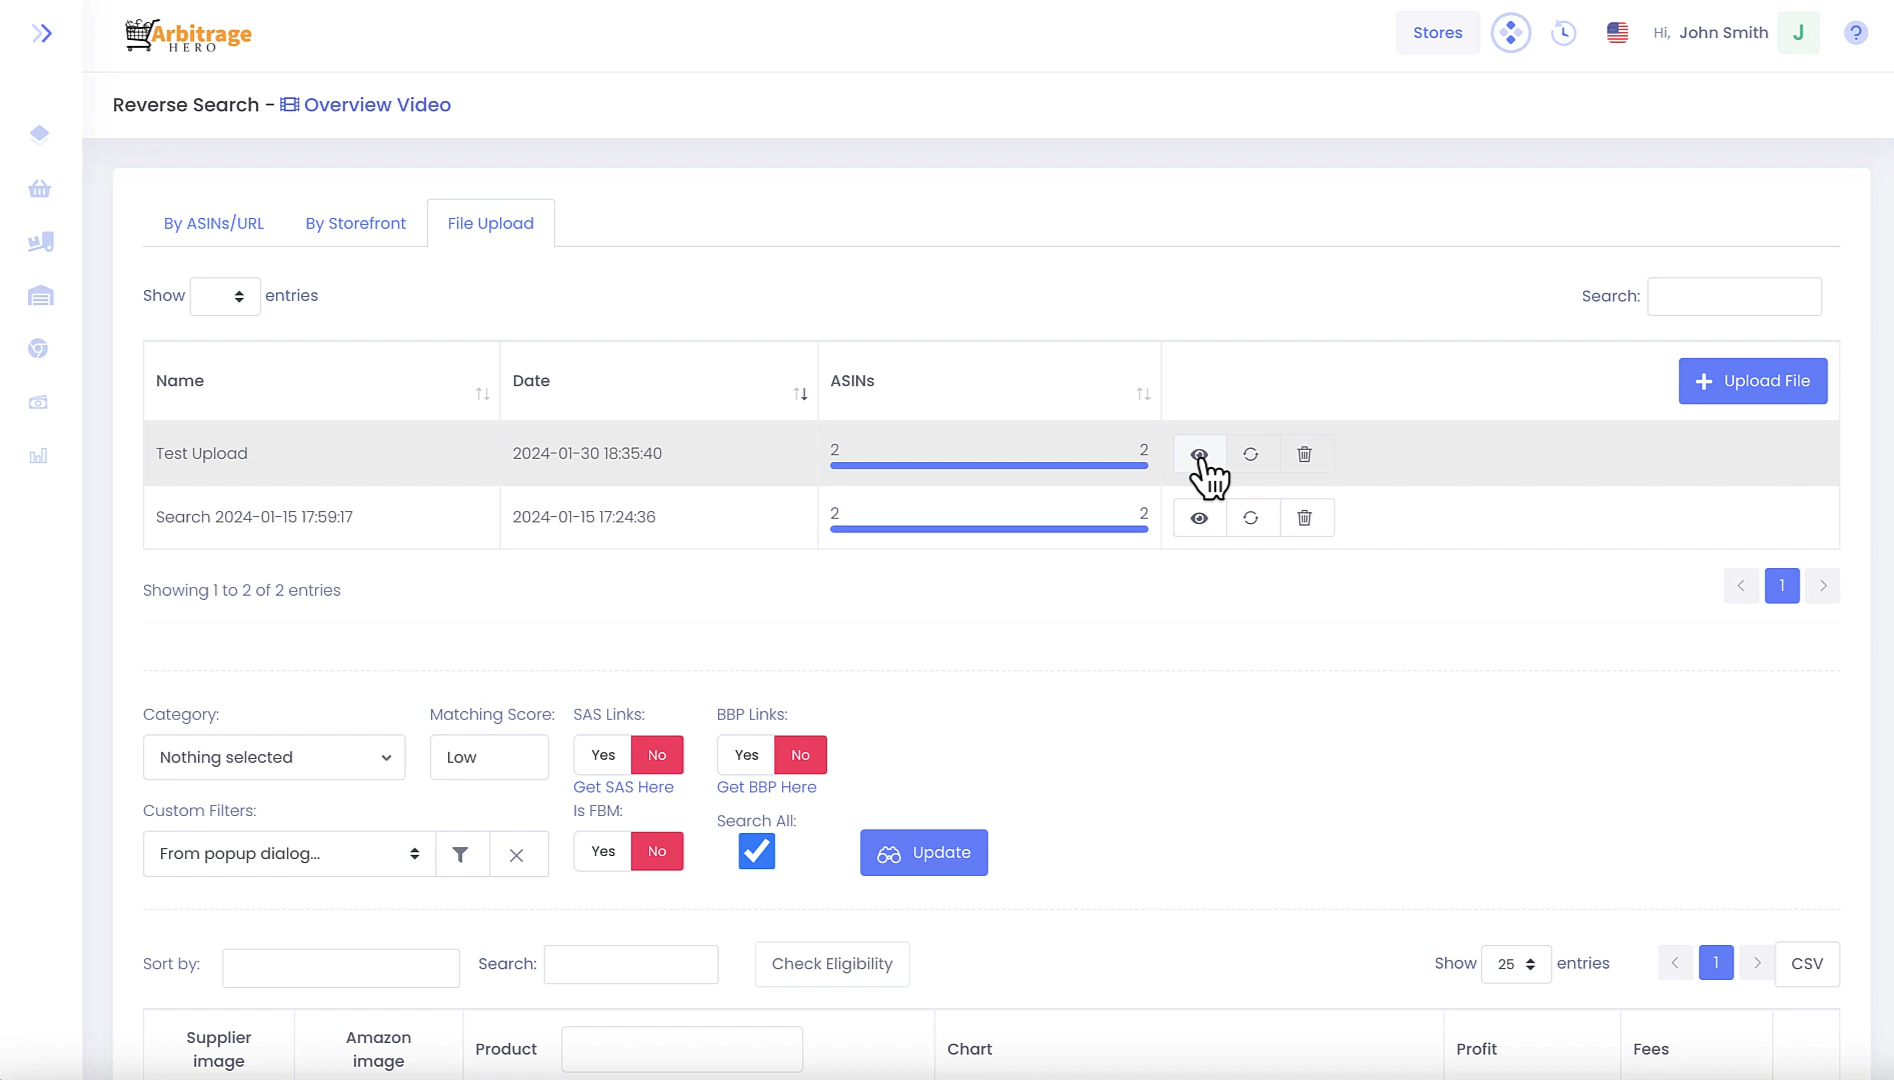 Arbitrage
HERO
Stores
Hi, John Smith
J
?
Reverse Search - Overview Video
By ASINs/URL
By Storefront
File Upload
Show entries
Search:
Name
Date
ASINs
Upload File
Test Upload
2024-01-30 18:35:40
2 2
Search 2024-01-15 17:59:17
2024-01-15 17:24:36
2 2
Showing 1 to 2 of 2 entries
1
Category:
Matching Score:
SAS Links:
BBP Links:
Nothing selected
Low
Yes No
Yes No
Get SAS Here
Get BBP Here
Custom Filters:
Is FBM:
Search All:
From popup dialog...
Yes No
Update
Sort by:
Search:
Check Eligibility
Show 25 entries
1
CSV
Supplier
image
Amazon
image
Product
Chart
Profit
Fees